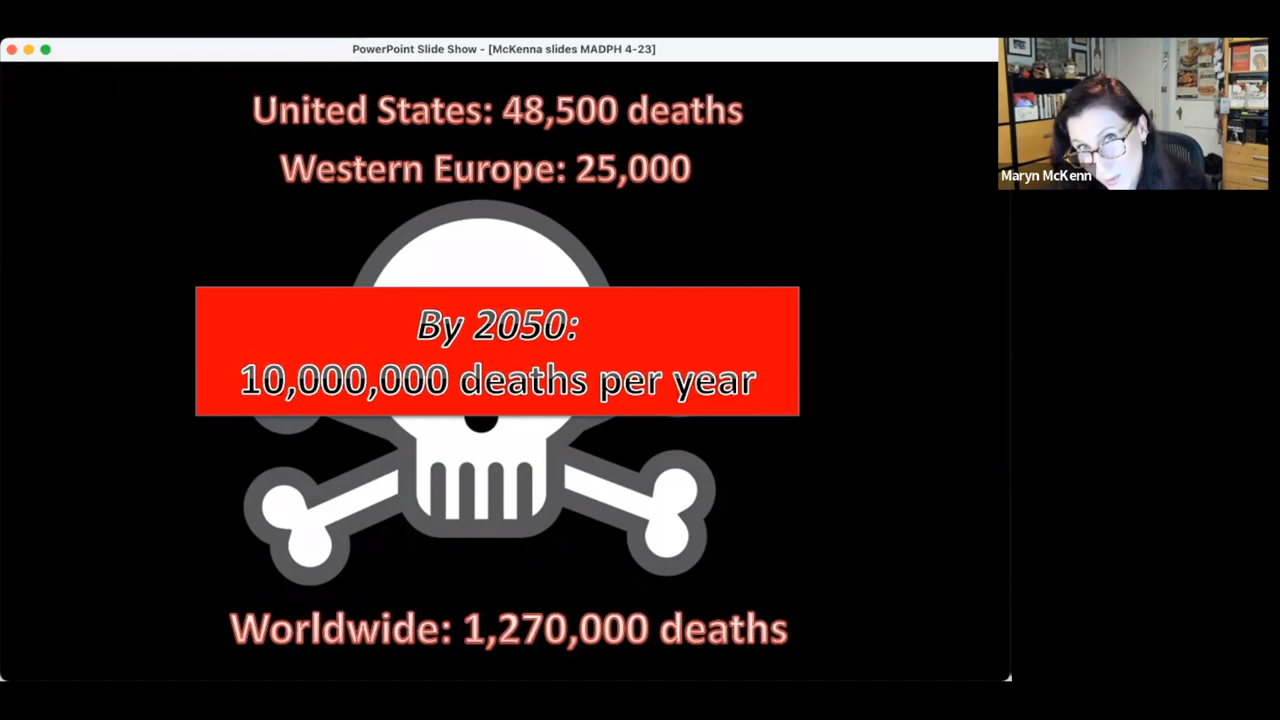 PowerPoint Slide Show - [McKenna slides MADPH 4-23]
United States: 48,500 deaths
Western Europe: 25,000
Maryn McKenn
By 2050:
10,000,000 deaths per year
Worldwide: 1,270,000 deaths